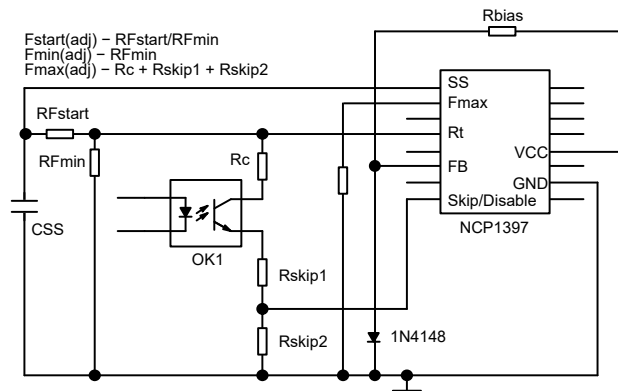 Rbias
Fstart(adj) − RFstart/RFmin
Fmin(adj) − RFmin
Fmax(adj) − Rc + Rskip1 + Rskip2
SS
Fmax
RFstart
Rt
RFmin
Rc
VCC
FB
GND
Skip/Disable
CSS
NCP1397
OK1
Rskip1
Rskip2
1N4148